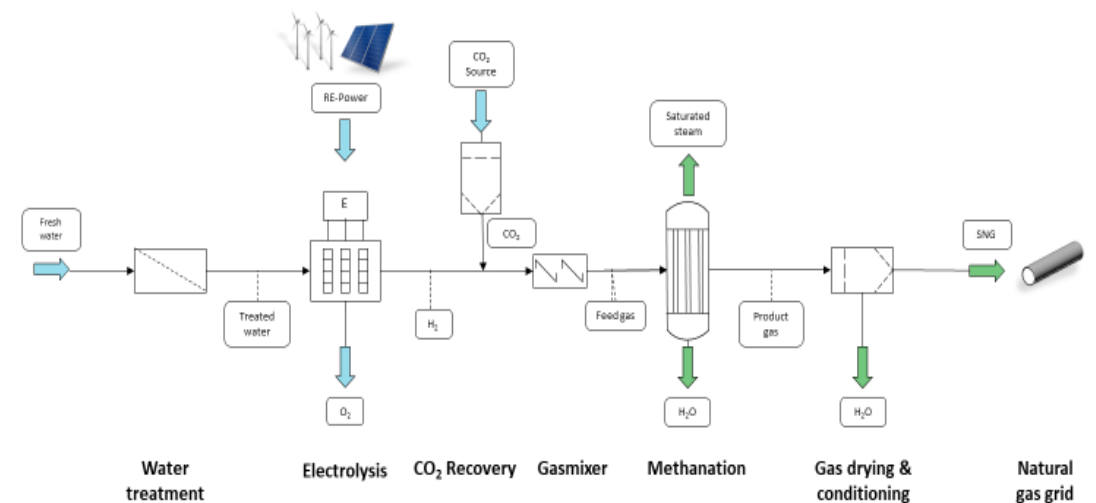 CO₂
Source
RE-Power
Saturated
steam
E
Fresh
water
CO₂
SNG
Treated
water
H₂
Feed gas
Product
gas
O₂
H₂O
H₂O
Water
treatment
Electrolysis
CO₂ Recovery
Gasmixer
Methanation
Gas drying &
conditioning
Natural
gas grid